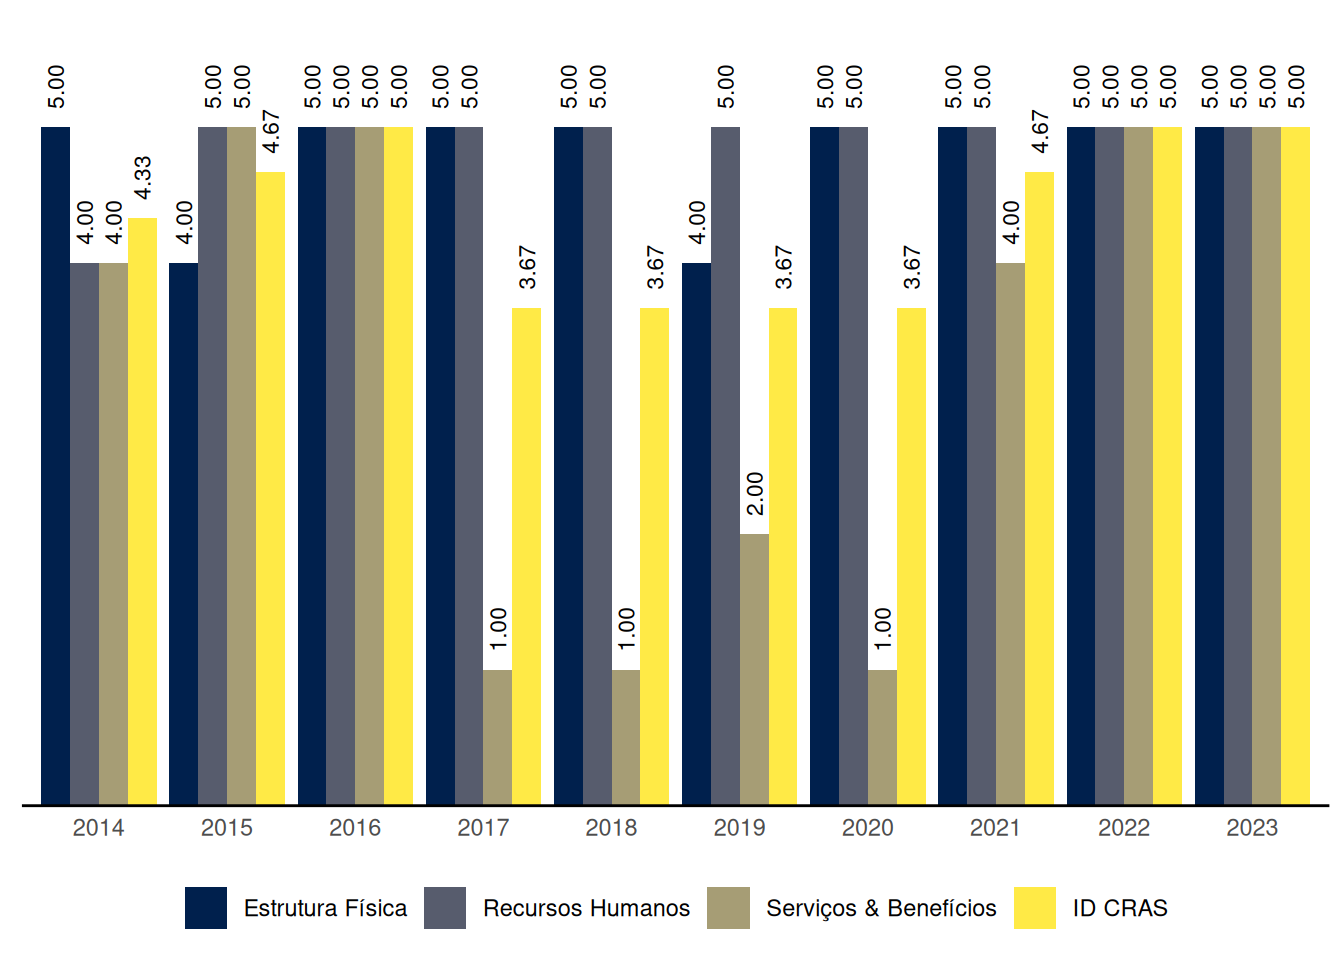 5.00 4.00 4.00 4.33 4.00 5.00 5.00 4.67 5.00 5.00 5.00 5.00 5.00 5.00 1.00 3.67 5.00 5.00 1.00 3.67 4.00 5.00 2.00 3.67 5.00 5.00 1.00 3.67 5.00 5.00 4.00 4.67 5.00 5.00 5.00 5.00 5.00 5.00 5.00 5.00
2014 2015 2016 2017 2018 2019 2020 2021 2022 2023
Estrutura Física Recursos Humanos Serviços & Benefícios ID CRAS